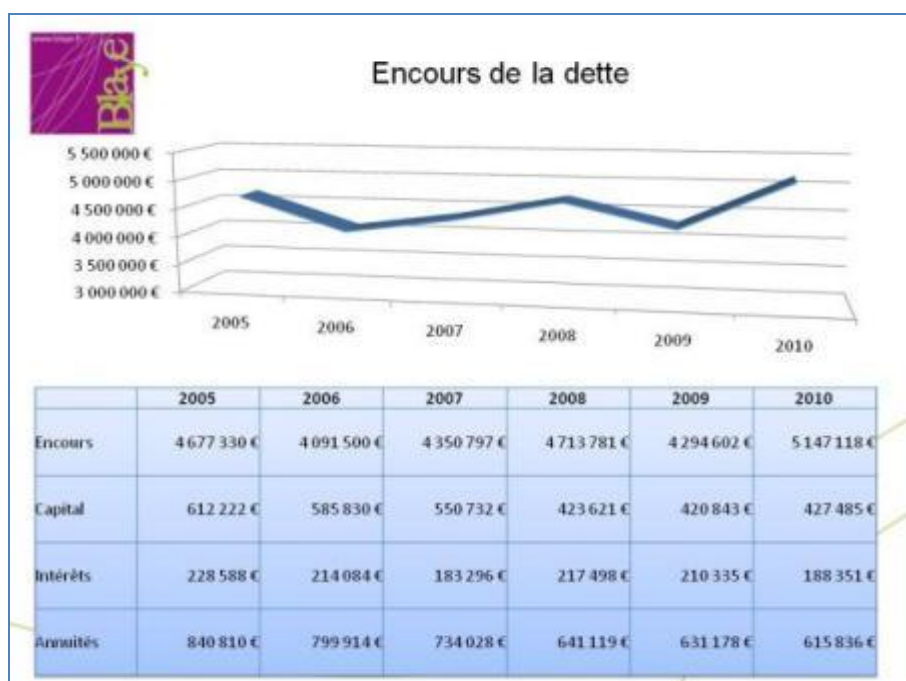 Blaye
Encours de la dette
5 500 000 €
5 000 000 €
4 500 000 €
4 000 000 €
3 500 000 €
3 000 000 €
2005 2006 2007 2008 2009 2010
2005 2006 2007 2008 2009 2010
Encours 4 677 330 € 4 091 500 € 4 350 797 € 4 713 781 € 4 294 602 € 5 147 118 €
Capital 612 222 € 585 830 € 550 732 € 423 621 € 420 843 € 427 485 €
Intérêts 228 588 € 214 084 € 183 296 € 217 498 € 210 335 € 188 351 €
Annuités 840 810 € 799 914 € 734 028 € 641 119 € 631 178 € 615 836 €